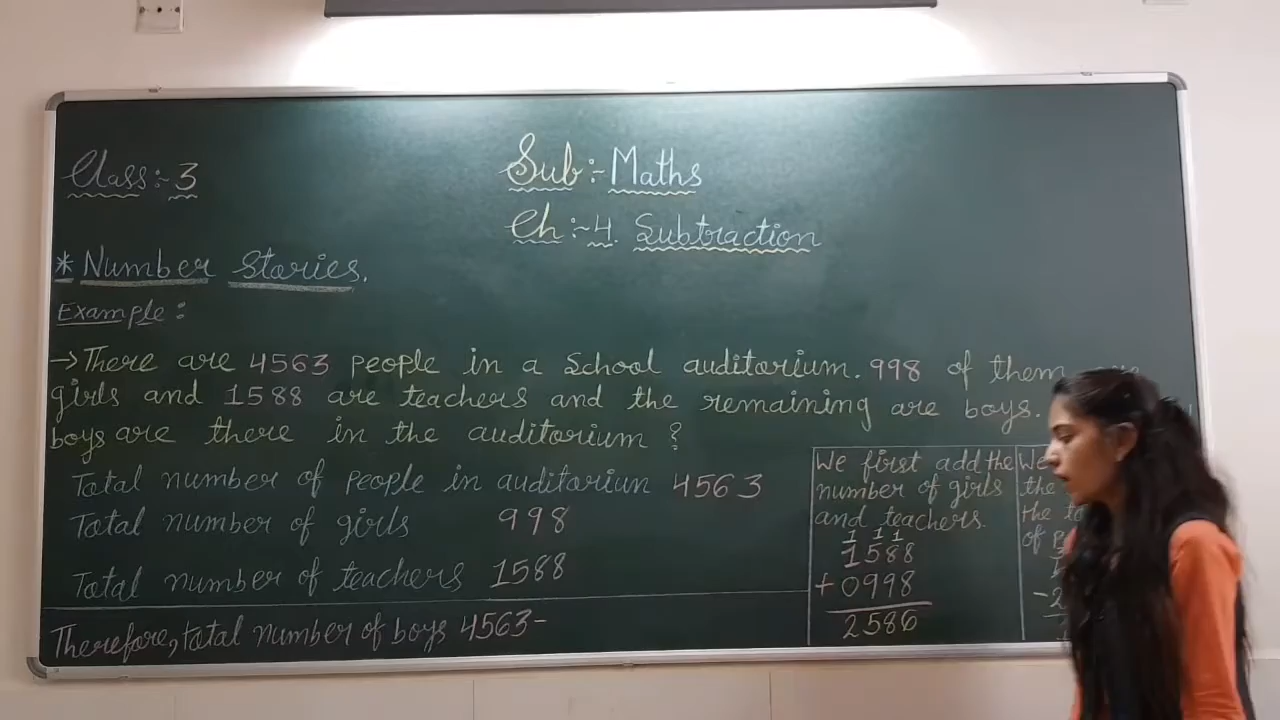 Class:- 3
Sub:- Maths
Ch:-4. Subtraction
* Number Stories.
Example:
→ There are 4563 people in a School auditorium. 998 of them
girls and 1588 are teachers and the remaining are boys.
boys are there in the auditorium ?
Total number of people in auditoriun 4563
Total number of girls 998
Total number of teachers 1588
Therefore, total number of boys 4563-
We first add the
number of girls
and teachers.
1 1 1
1588
+0998
2586
We
the
the
of
-2